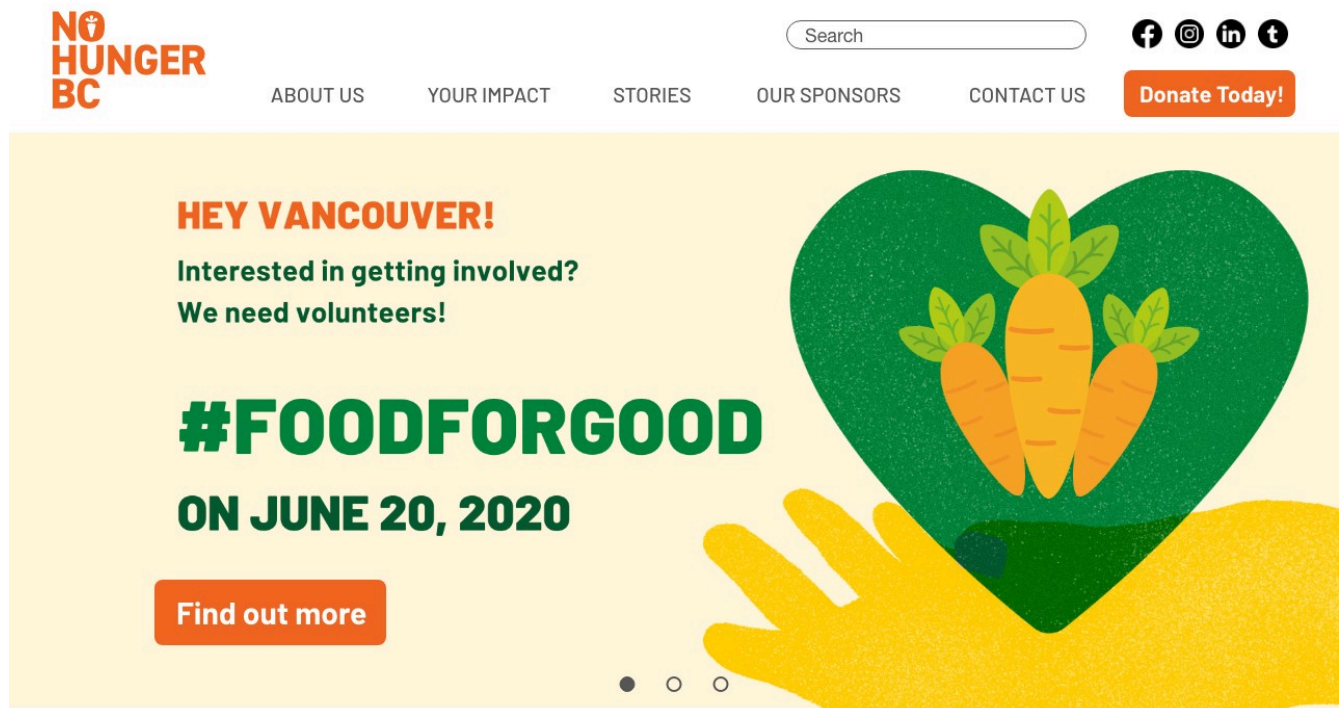 NO
HUNGER
BC
Search
ABOUT US
YOUR IMPACT
STORIES
OUR SPONSORS
CONTACT US
Donate Today!
HEY VANCOUVER!
Interested in getting involved?
We need volunteers!
#FOODFORGOOD
ON JUNE 20, 2020
Find out more